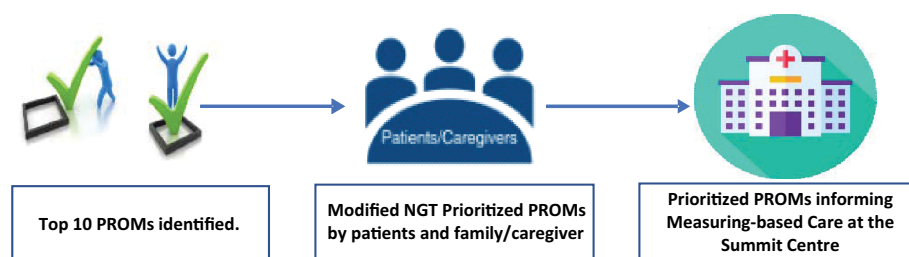 Patients/Caregivers
Top 10 PROMs identified.
Modified NGT Prioritized PROMs
by patients and family/caregiver
Prioritized PROMs informing
Measuring-based Care at the
Summit Centre